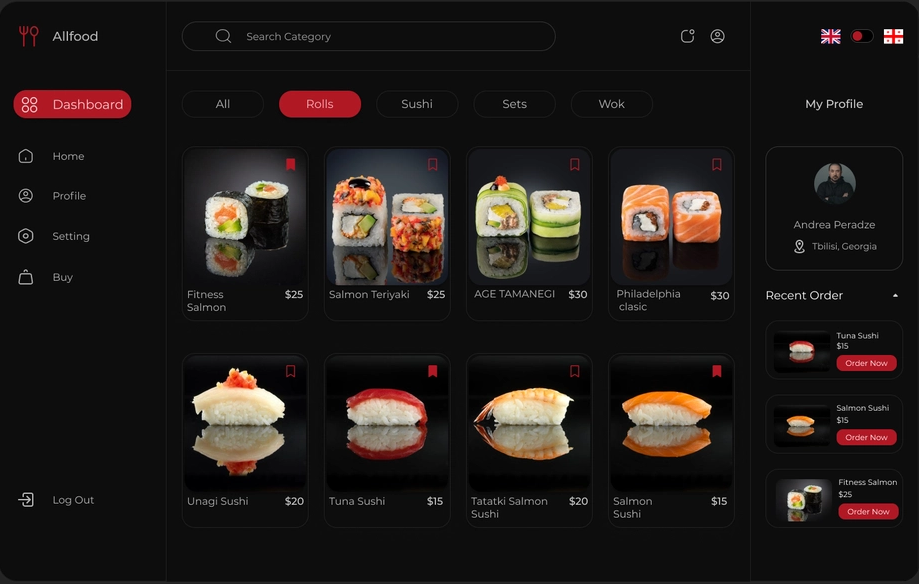 Allfood
Search Category
Dashboard
Home
Profile
Setting
Buy
Log Out
All
Rolls
Sushi
Sets
Wok
Fitness
Salmon
$25
Salmon Teriyaki
$25
AGE TAMANEGI
$30
Philadelphia
clasic
$30
Unagi Sushi
$20
Tuna Sushi
$15
Tatatki Salmon
Sushi
$20
Salmon
Sushi
$15
My Profile
Andrea Peradze
Tbilisi, Georgia
Recent Order
Tuna Sushi
$15
Order Now
Salmon Sushi
$15
Order Now
Fitness Salmon
$25
Order Now